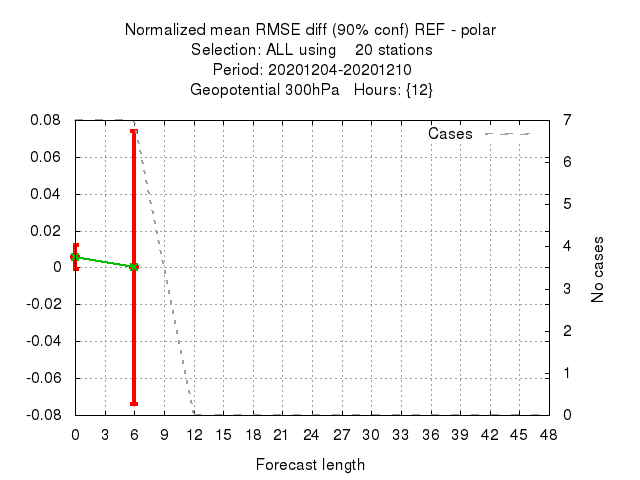 Normalized mean RMSE diff (90% conf) REF - polar
Selection: ALL using    20 stations
Period: 20201204-20201210
Geopotential 300hPa   Hours: {12}
Cases
0.08
0.06
0.04
0.02
0
-0.02
-0.04
-0.06
-0.08
7
6
5
4
3
2
1
0
No cases
0 3 6 9 12 15 18 21 24 27 30 33 36 39 42 45 48
Forecast length